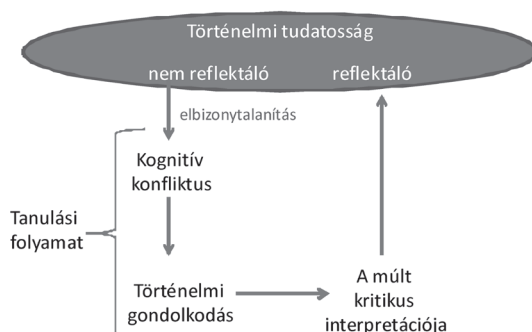 Történelmi tudatosság
nem reflektáló reflektáló
elbizonytalanítás
Kognitív
konfliktus
Tanulási
folyamat
Történelmi
gondolkodás
A múlt
kritikus
interpretációja